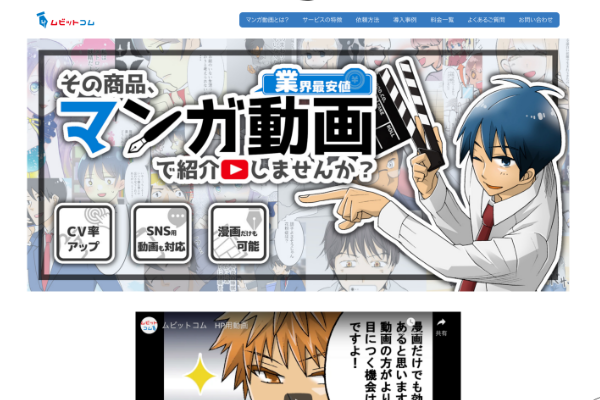 ムビットコム
マンガ動画とは？ サービスの特徴 依頼方法 導入事例 料金一覧 よくあるご質問 お問い合わせ
その商品、
業界最安値
マンガ動画
で紹介しませんか？
CV率
アップ
SNS用
動画も対応
漫画だけも
可能
ムビットコム HP用動画
共有
漫画だけでも効
あると思います
動画の方がより
目につく機会は
ですよ！